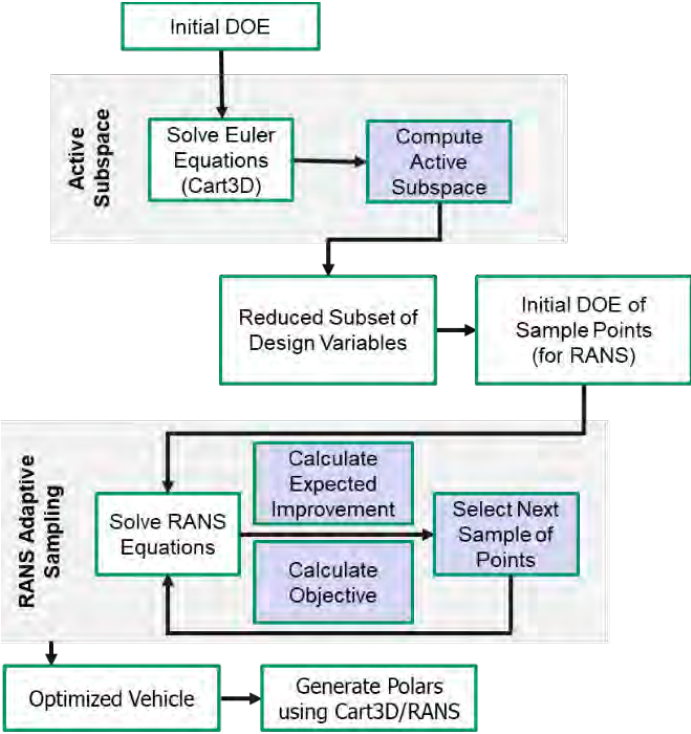 Initial DOE
Active
Subspace
Solve Euler
Equations
(Cart3D)
Compute
Active
Subspace
Reduced Subset of
Design Variables
Initial DOE of
Sample Points
(for RANS)
RANS Adaptive
Sampling
Solve RANS
Equations
Calculate
Expected
Improvement
Calculate
Objective
Select Next
Sample of
Points
Optimized Vehicle
Generate Polars
using Cart3D/RANS